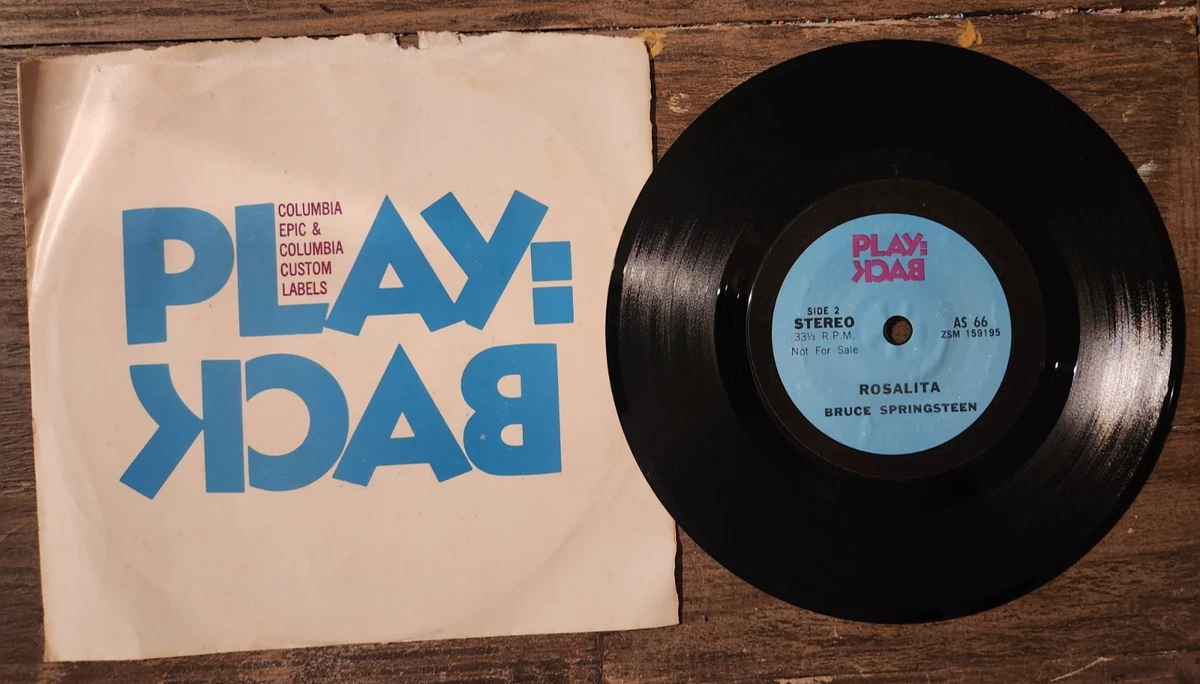 PLAY:
COLUMBIA
EPIC &
COLUMBIA
CUSTOM
LABELS
BACK
PLAY:
BACK
SIDE 2
STEREO
33⅓ R.P.M.
Not For Sale
AS 66
ZSM 159195
ROSALITA
BRUCE SPRINGSTEEN